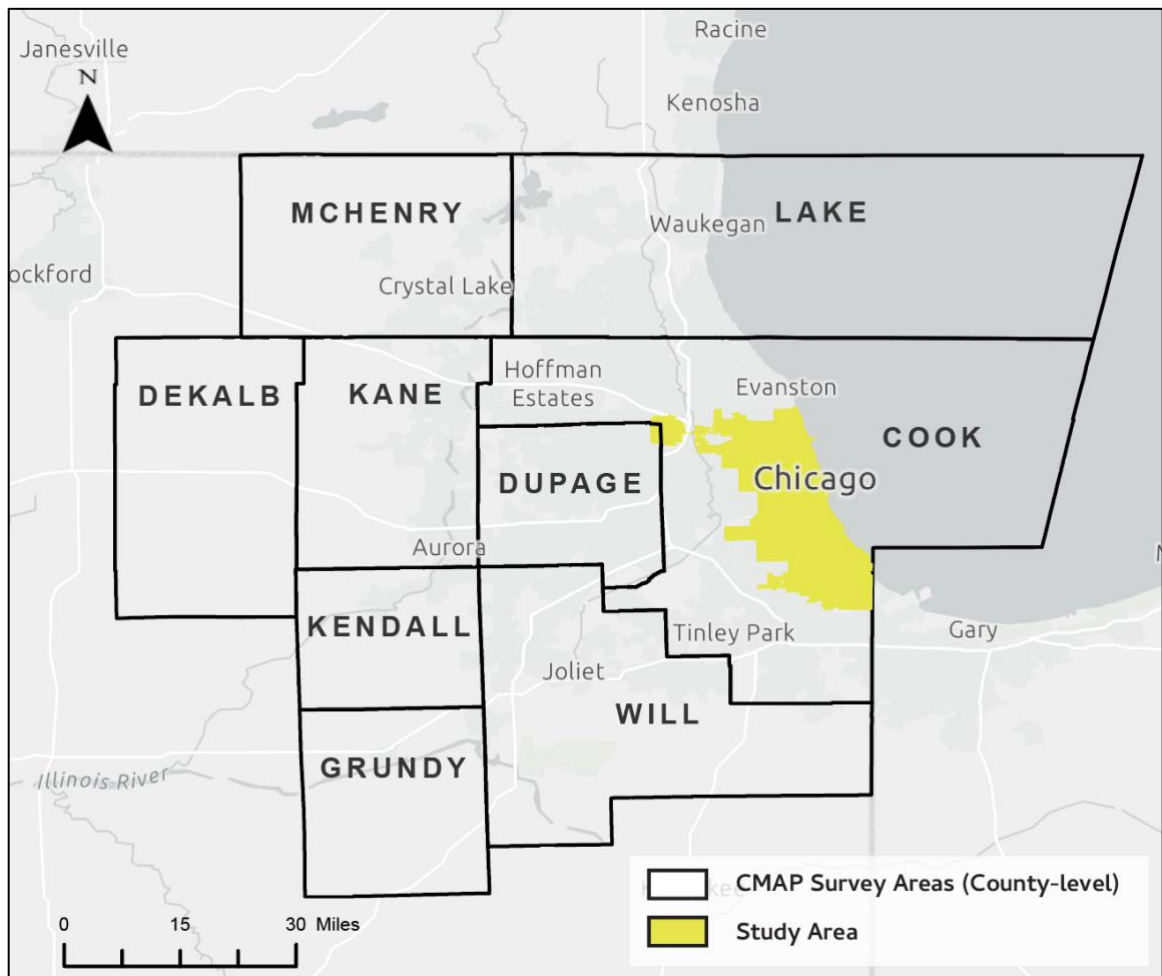 Racine
Janesville
N
Kenosha
MCHENRY
LAKE
Waukegan
ockford
Crystal Lake
Hoffman
Estates
Evanston
DEKALB
KANE
COOK
DUPAGE
Chicago
Aurora
KENDALL
Tinley Park
Gary
Joliet
WILL
GRUNDY
Illinois River
CMAP Survey Areas (County-level)
Study Area
0 15 30 Miles